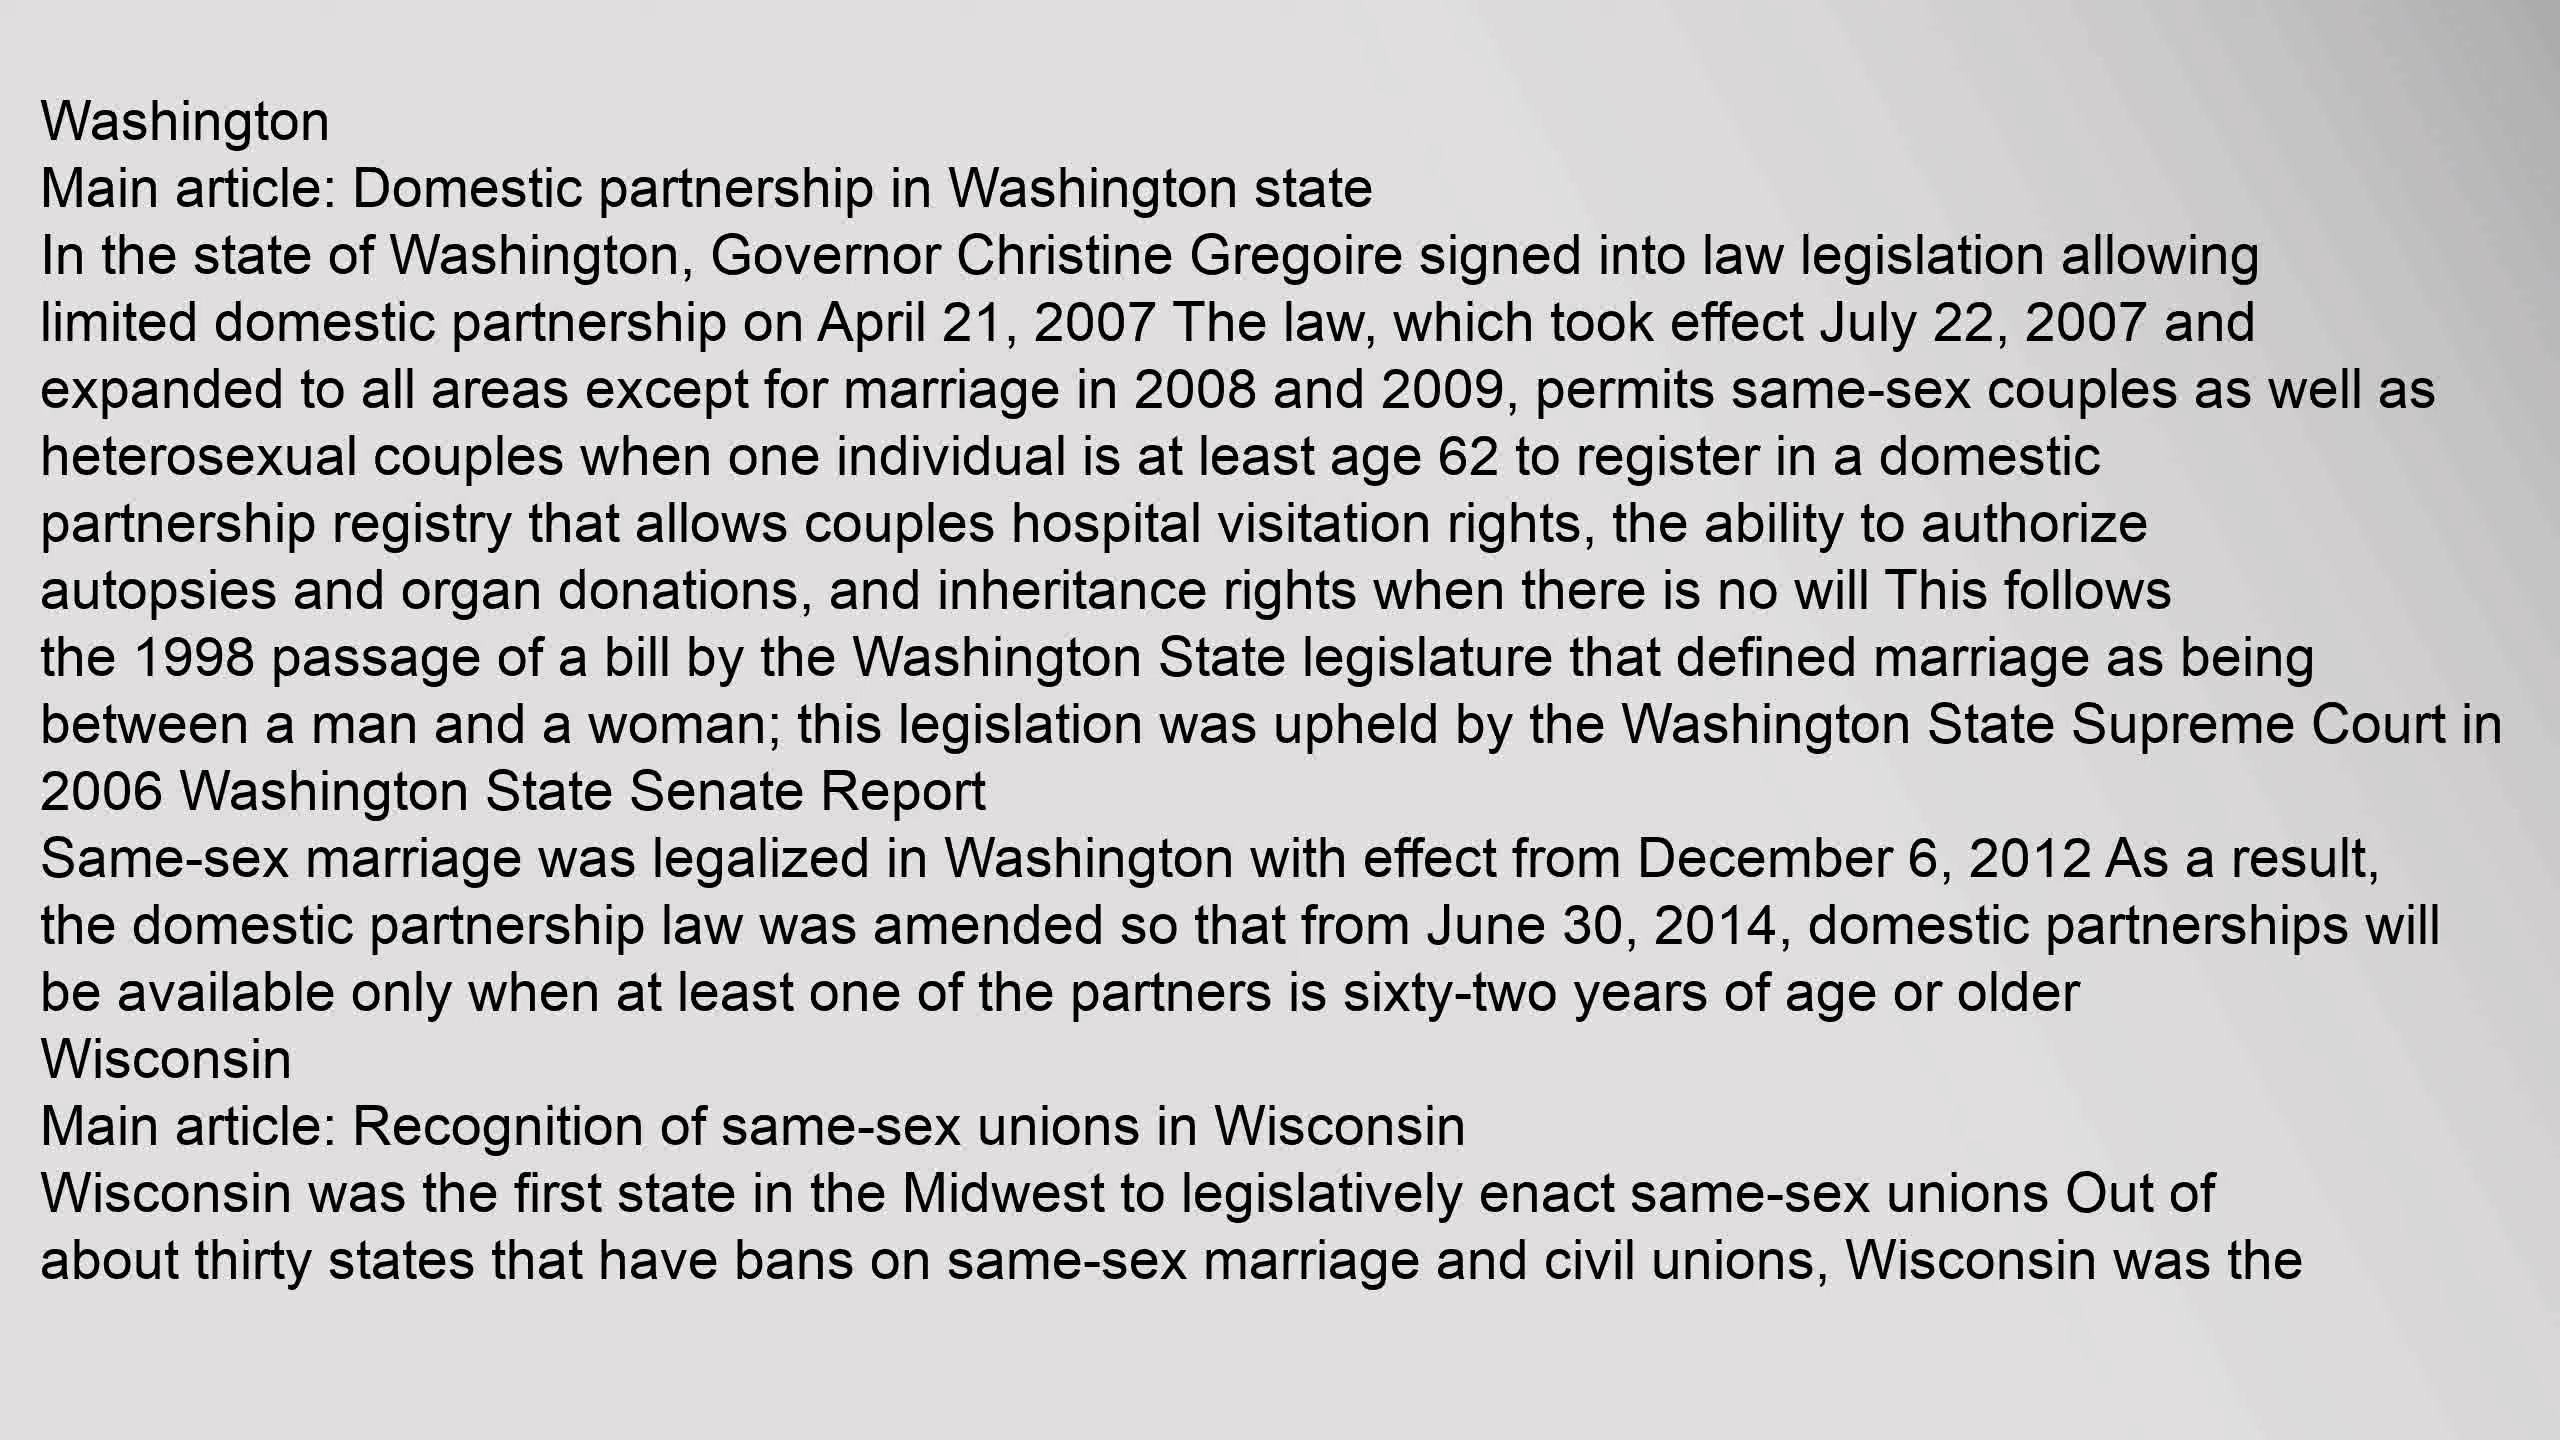 Washington
Main article: Domestic partnership in Washington state
In the state of Washington, Governor Christine Gregoire signed into law legislation allowing
limited domestic partnership on April 21, 2007 The law, which took effect July 22, 2007 and
expanded to all areas except for marriage in 2008 and 2009, permits same-sex couples as well as
heterosexual couples when one individual is at least age 62 to register in a domestic
partnership registry that allows couples hospital visitation rights, the ability to authorize
autopsies and organ donations, and inheritance rights when there is no will This follows
the 1998 passage of a bill by the Washington State legislature that defined marriage as being
between a man and a woman; this legislation was upheld by the Washington State Supreme Court in
2006 Washington State Senate Report
Same-sex marriage was legalized in Washington with effect from December 6, 2012 As a result,
the domestic partnership law was amended so that from June 30, 2014, domestic partnerships will
be available only when at least one of the partners is sixty-two years of age or older
Wisconsin
Main article: Recognition of same-sex unions in Wisconsin
Wisconsin was the first state in the Midwest to legislatively enact same-sex unions Out of
about thirty states that have bans on same-sex marriage and civil unions, Wisconsin was the